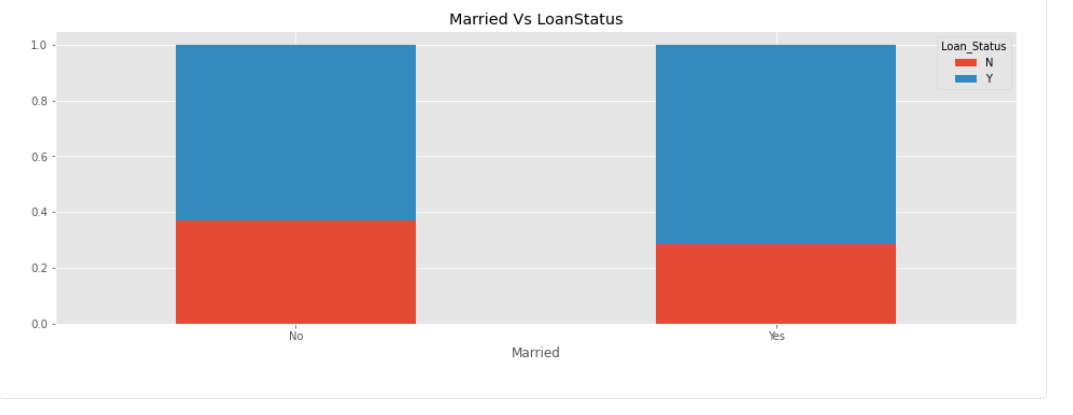 Married Vs LoanStatus
Loan_Status
N
Y
1.0
0.8
0.6
0.4
0.2
0.0
No
Yes
Married